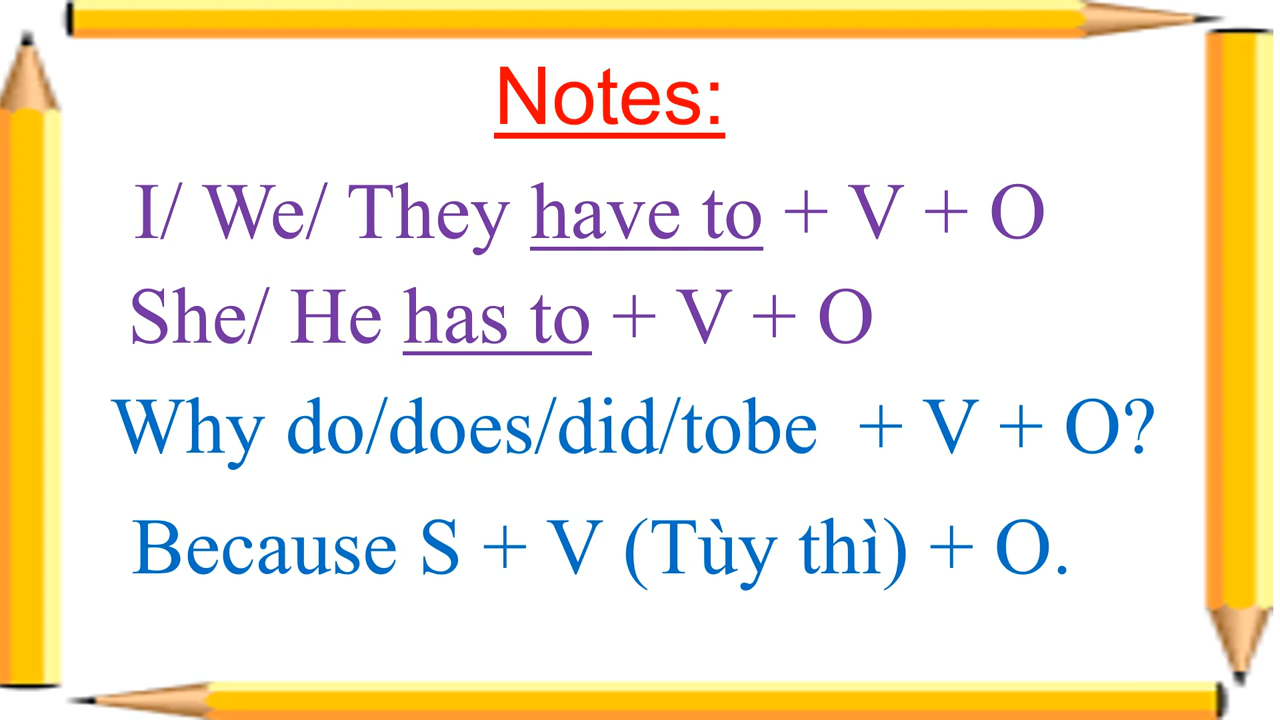 Notes:
I/ We/ They have to + V + O
She/ He has to + V + O
Why do/does/did/tobe + V + O?
Because S + V (Tùy thì) + O.